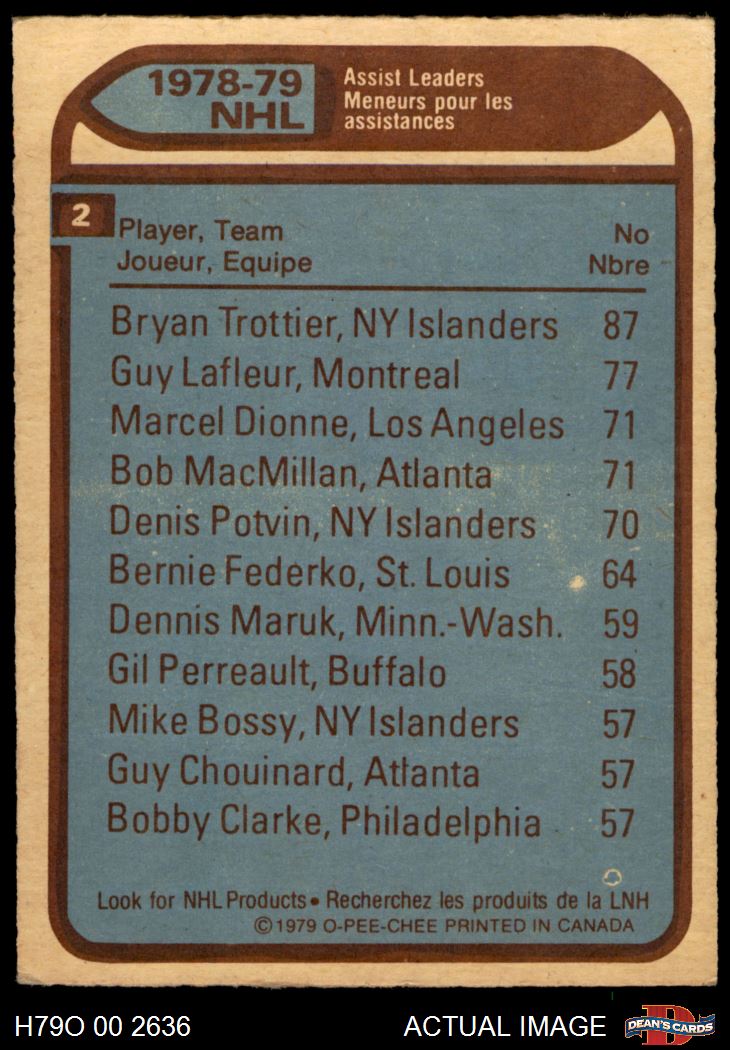 1978-79
NHL
Assist Leaders
Meneurs pour les
assistances
2
Player, Team No
Joueur, Equipe Nbre
Bryan Trottier, NY Islanders 87
Guy Lafleur, Montreal 77
Marcel Dionne, Los Angeles 71
Bob MacMillan, Atlanta 71
Denis Potvin, NY Islanders 70
Bernie Federko, St. Louis 64
Dennis Maruk, Minn.-Wash. 59
Gil Perreault, Buffalo 58
Mike Bossy, NY Islanders 57
Guy Chouinard, Atlanta 57
Bobby Clarke, Philadelphia 57
Look for NHL Products • Recherchez les produits de la LNH
© 1979 O-PEE-CHEE PRINTED IN CANADA
H79O 00 2636 ACTUAL IMAGE
D
DEAN'S CARDS